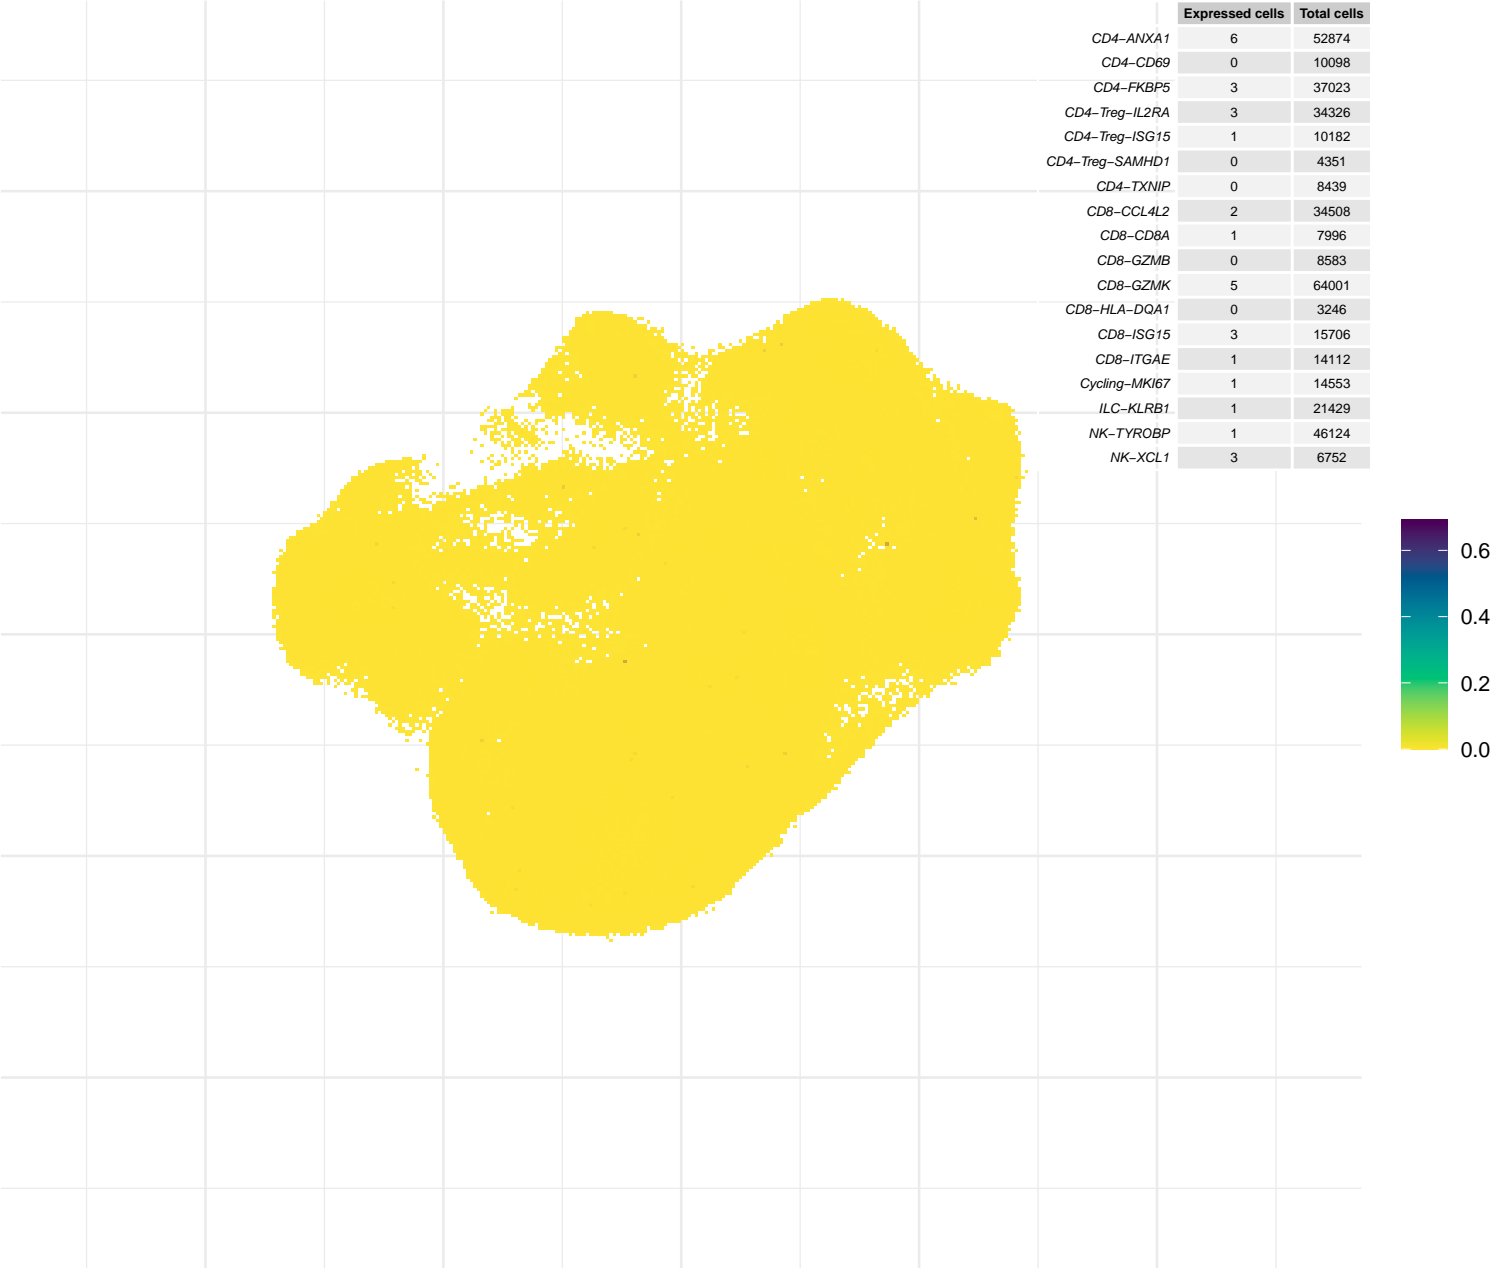 Expressed cells Total cells
CD4−ANXA1 6 52874
CD4−CD69 0 10098
CD4−FKBP5 3 37023
CD4−Treg−IL2RA 3 34326
CD4−Treg−ISG15 1 10182
CD4−Treg−SAMHD1 0 4351
CD4−TXNIP 0 8439
CD8−CCL4L2 2 34508
CD8−CD8A 1 7996
CD8−GZMB 0 8583
CD8−GZMK 5 64001
CD8−HLA−DQA1 0 3246
CD8−ISG15 3 15706
CD8−ITGAE 1 14112
Cycling−MKI67 1 14553
ILC−KLRB1 1 21429
NK−TYROBP 1 46124
NK−XCL1 3 6752
0.6
0.4
0.2
0.0